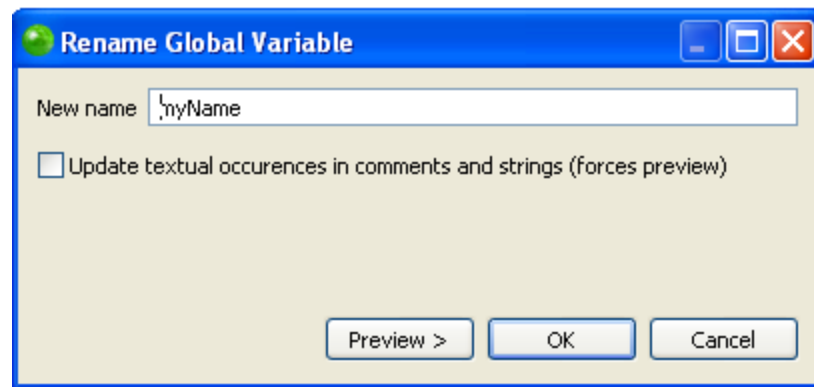 Rename Global Variable
New name myName
Update textual occurences in comments and strings (forces preview)
Preview > OK Cancel